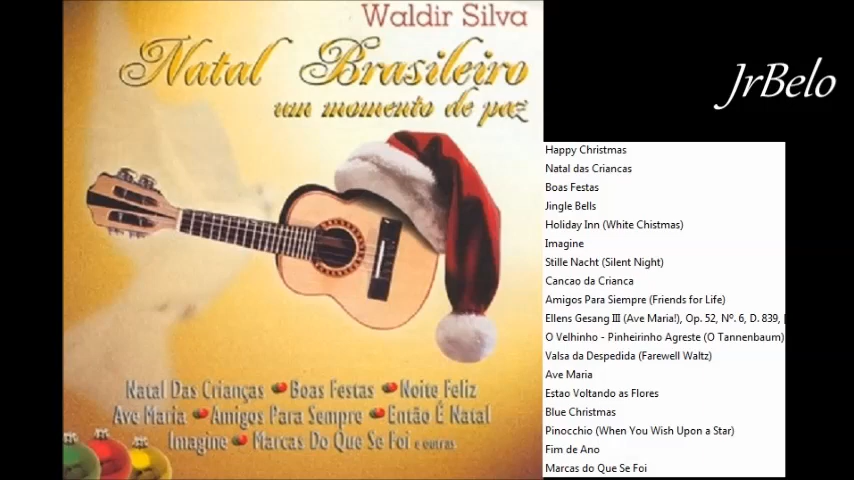 Waldir Silva
Natal Brasileiro
um momento de paz
Natal Das Crianças Boas Festas Noite Feliz
Ave Maria Amigos Para Sempre Então É Natal
Imagine Marcas Do Que Se Foi e outras
JrBelo
Happy Christmas
Natal das Criancas
Boas Festas
Jingle Bells
Holiday Inn (White Chistmas)
Imagine
Stille Nacht (Silent Night)
Cancao da Crianca
Amigos Para Siempre (Friends for Life)
Ellens Gesang III (Ave Maria!), Op. 52, Nº. 6, D. 839, [
O Velhinho - Pinheirinho Agreste (O Tannenbaum)
Valsa da Despedida (Farewell Waltz)
Ave Maria
Estao Voltando as Flores
Blue Christmas
Pinocchio (When You Wish Upon a Star)
Fim de Ano
Marcas do Que Se Foi